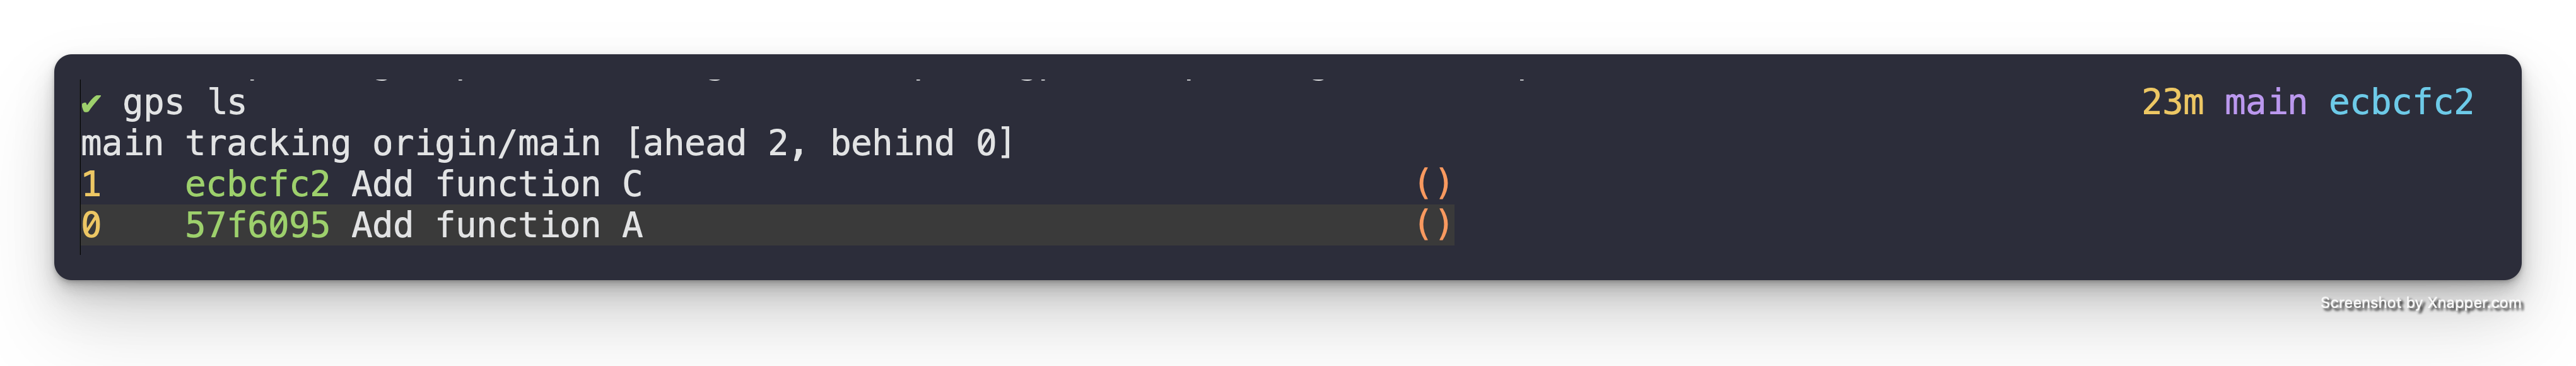 ✔ gps ls 23m main ecbcfc2
main tracking origin/main [ahead 2, behind 0]
1 ecbcfc2 Add function C ()
0 57f6095 Add function A ()
Screenshot by Xnapper.com